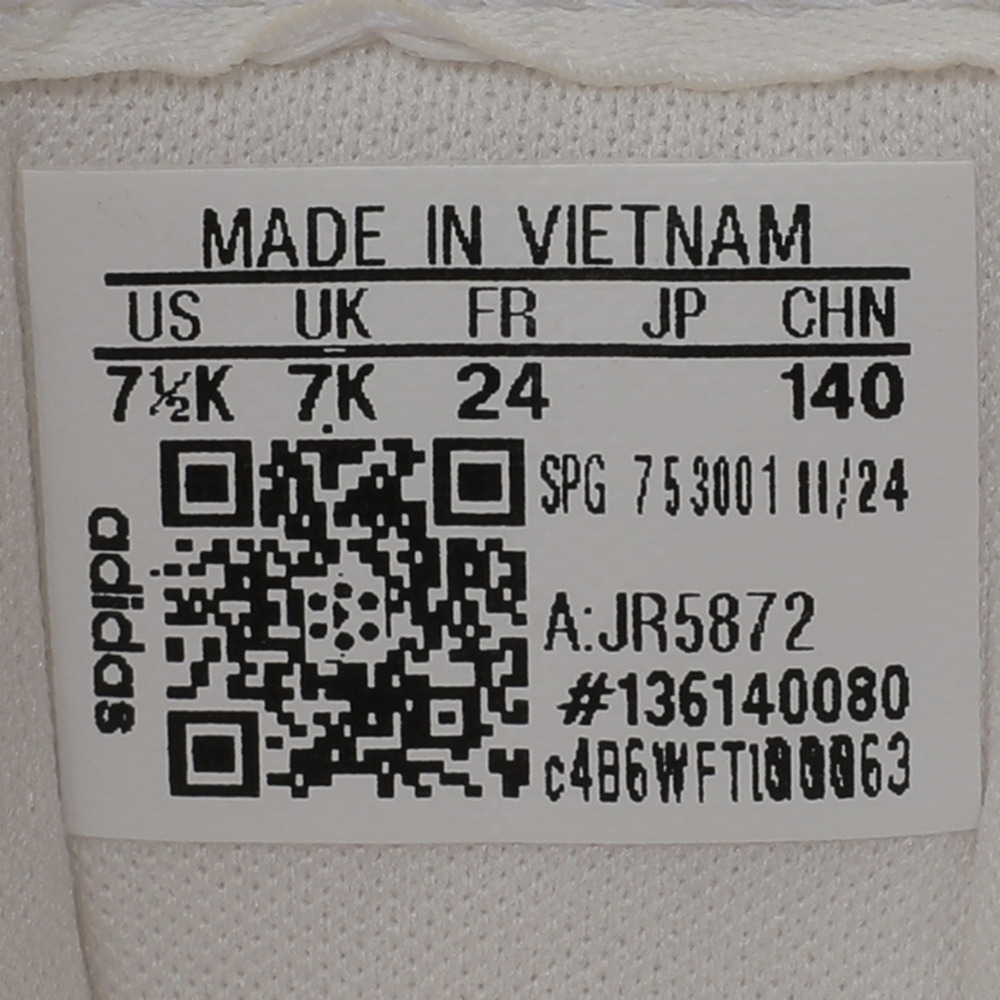 MADE IN VIETNAM
US UK FR JP CHN
7½K 7K 24 140
SPG 753001 11/24
adidas
A:JR5872
#136140080